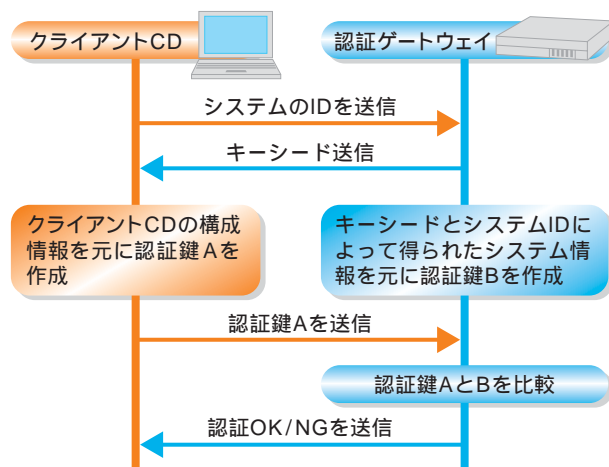 クライアントCD
認証ゲートウェイ
システムのIDを送信
キーシード送信
クライアントCDの構成
情報を元に認証鍵Aを
作成
キーシードとシステムIDに
よって得られたシステム情
報を元に認証鍵Bを作成
認証鍵Aを送信
認証鍵AとBを比較
認証OK/NGを送信